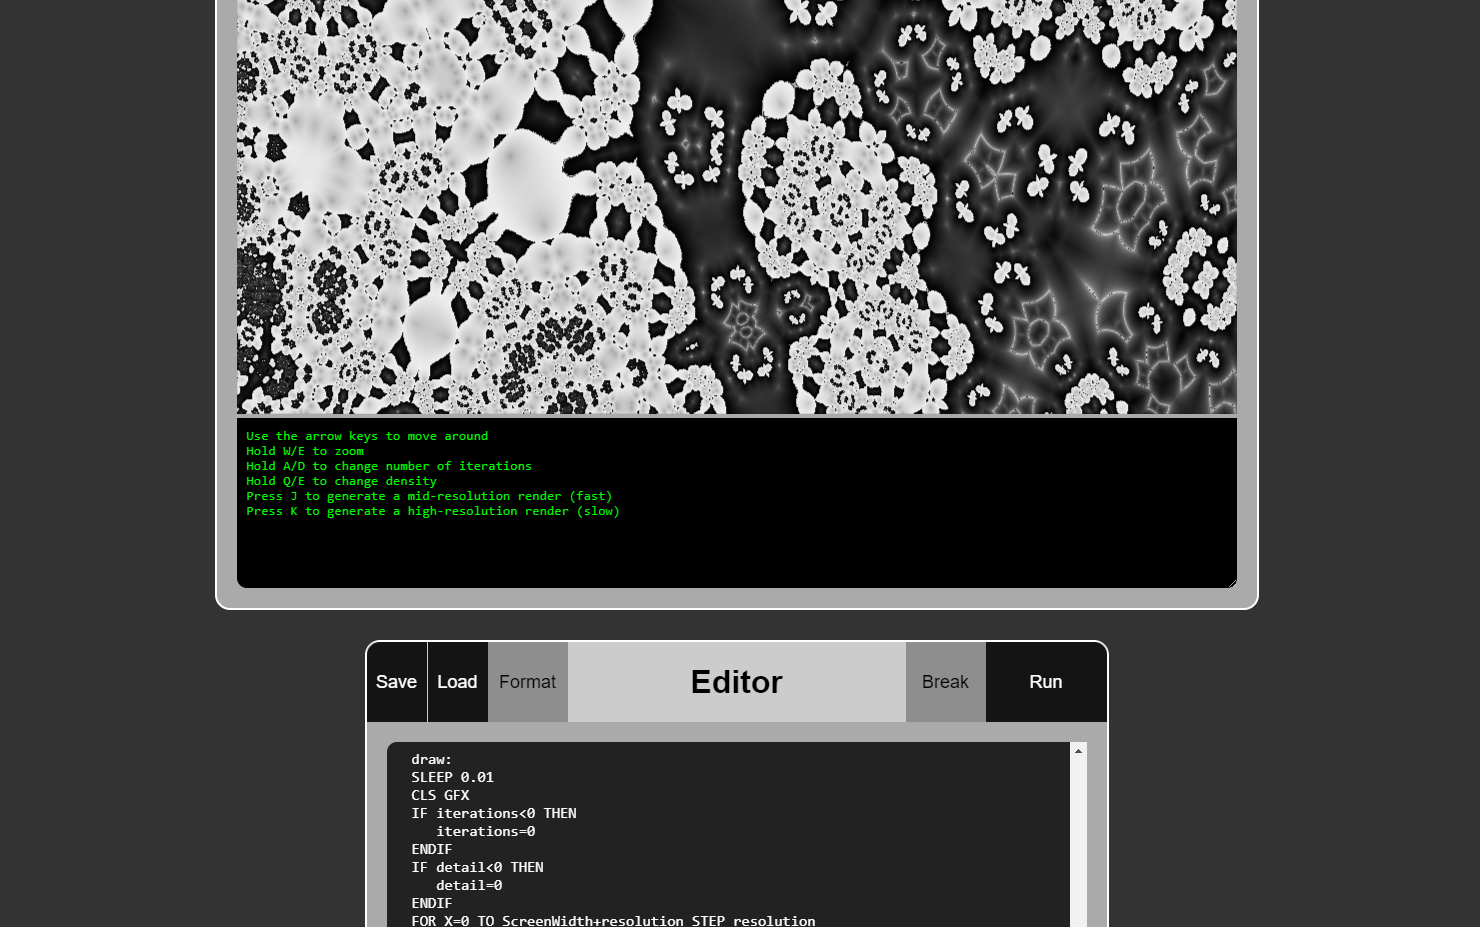 Use the arrow keys to move around
Hold W/E to zoom
Hold A/D to change number of iterations
Hold Q/E to change density
Press J to generate a mid-resolution render (fast)
Press K to generate a high-resolution render (slow)
Save Load Format Editor Break Run
draw:
SLEEP 0.01
CLS GFX
IF iterations<0 THEN
   iterations=0
ENDIF
IF detail<0 THEN
   detail=0
ENDIF
FOR X=0 TO ScreenWidth+resolution STEP resolution